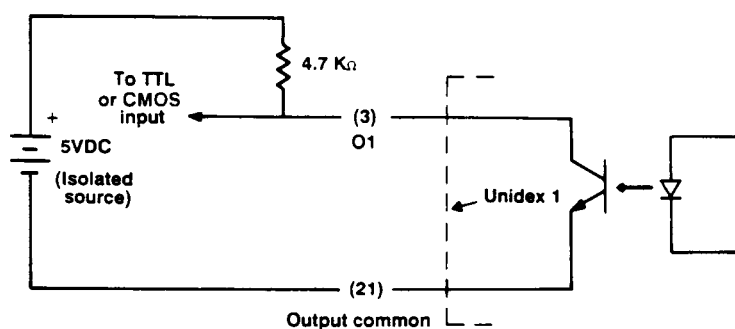 4.7 KΩ
To TTL
or CMOS
input
(3)
O1
+
5VDC
(Isolated
source)
Unidex 1
(21)
Output common